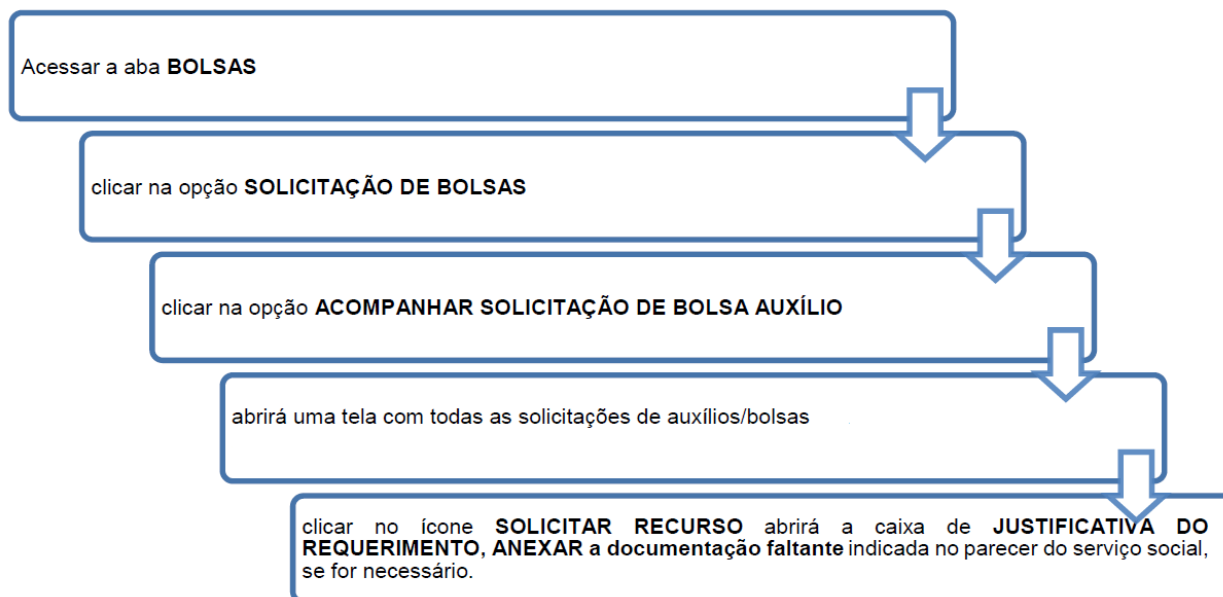 Acessar a aba BOLSAS
clicar na opção SOLICITAÇÃO DE BOLSAS
clicar na opção ACOMPANHAR SOLICITAÇÃO DE BOLSA AUXÍLIO
abrirá uma tela com todas as solicitações de auxílios/bolsas
clicar no ícone SOLICITAR RECURSO abrirá a caixa de JUSTIFICATIVA DO
REQUERIMENTO, ANEXAR a documentação faltante indicada no parecer do serviço social,
se for necessário.